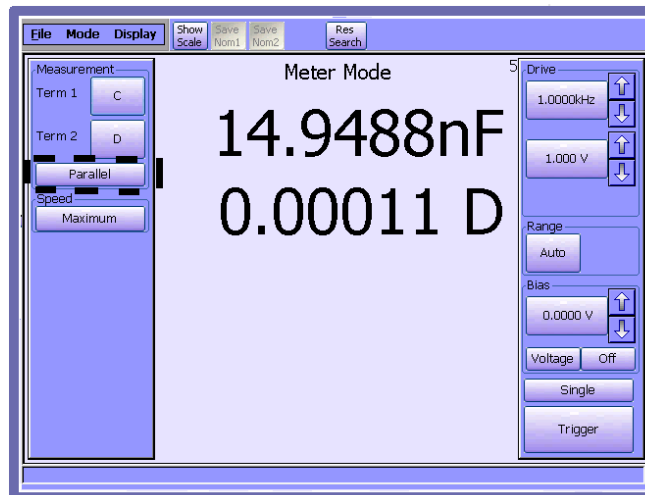 File Mode Display Show Scale Save Nom1 Save Nom2 Res Search
Measurement
Term 1 C
Term 2 D
Parallel
Speed
Maximum
Meter Mode
5
14.9488nF
0.00011 D
Drive
1.0000kHz
1.000 V
Range
Auto
Bias
0.0000 V
Voltage Off
Single
Trigger